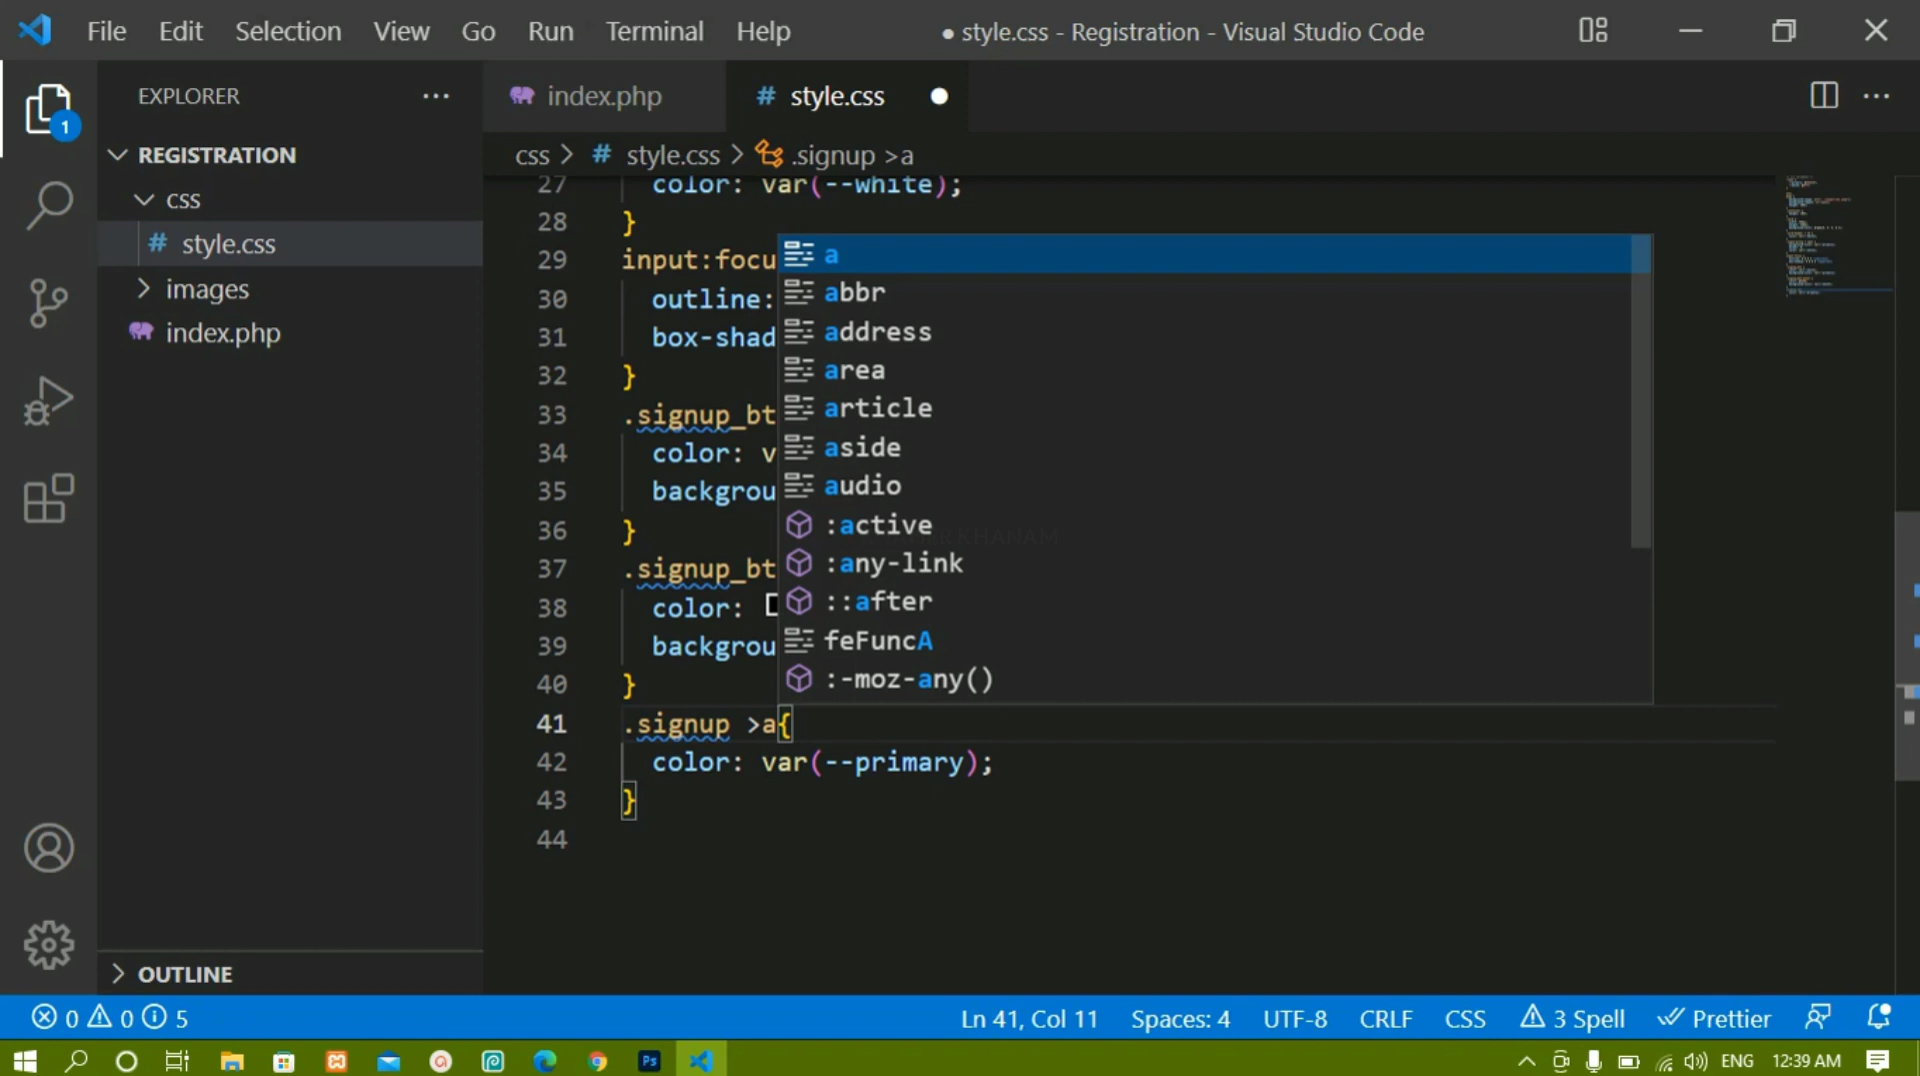 File Edit Selection View Go Run Terminal Help
● style.css - Registration - Visual Studio Code
EXPLORER
index.php
# style.css
1
REGISTRATION
css > # style.css > .signup >a
css
# style.css
images
index.php
27 color: var(--white);
28 }
29 input:focu
30 outline:
31 box-shad
32 }
33 .signup_bt
34 color: v
35 backgrou
36 }
37 .signup_bt
38 color:
39 backgrou
40 }
41 .signup >a{
42 color: var(--primary);
43 }
44
a
abbr
address
area
article
aside
audio
:active
:any-link
::after
feFuncA
:-moz-any()
KHANAM
OUTLINE
0 0 5
Ln 41, Col 11 Spaces: 4 UTF-8 CRLF CSS 3 Spell Prettier
Ps
ENG 12:39 AM